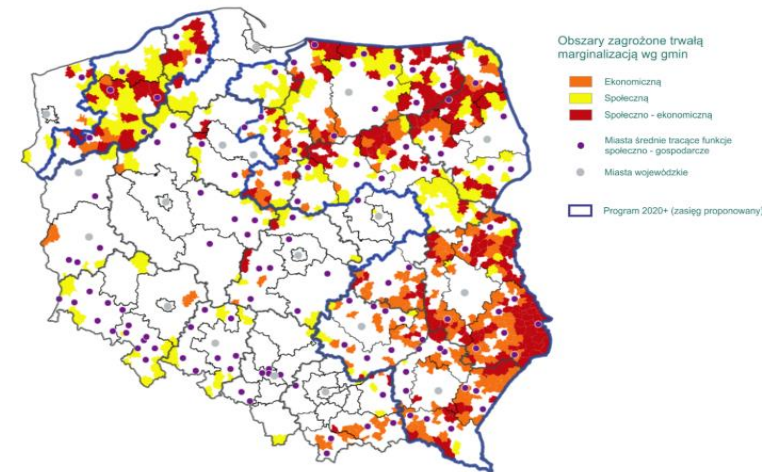 Obszary zagrożone trwałą
marginalizacją wg gmin
Ekonomiczną
Społeczną
Społeczno - ekonomiczną
Miasta średnie tracące funkcje
społeczno - gospodarcze
Miasta wojewódzkie
Program 2020+ (zasięg proponowany)